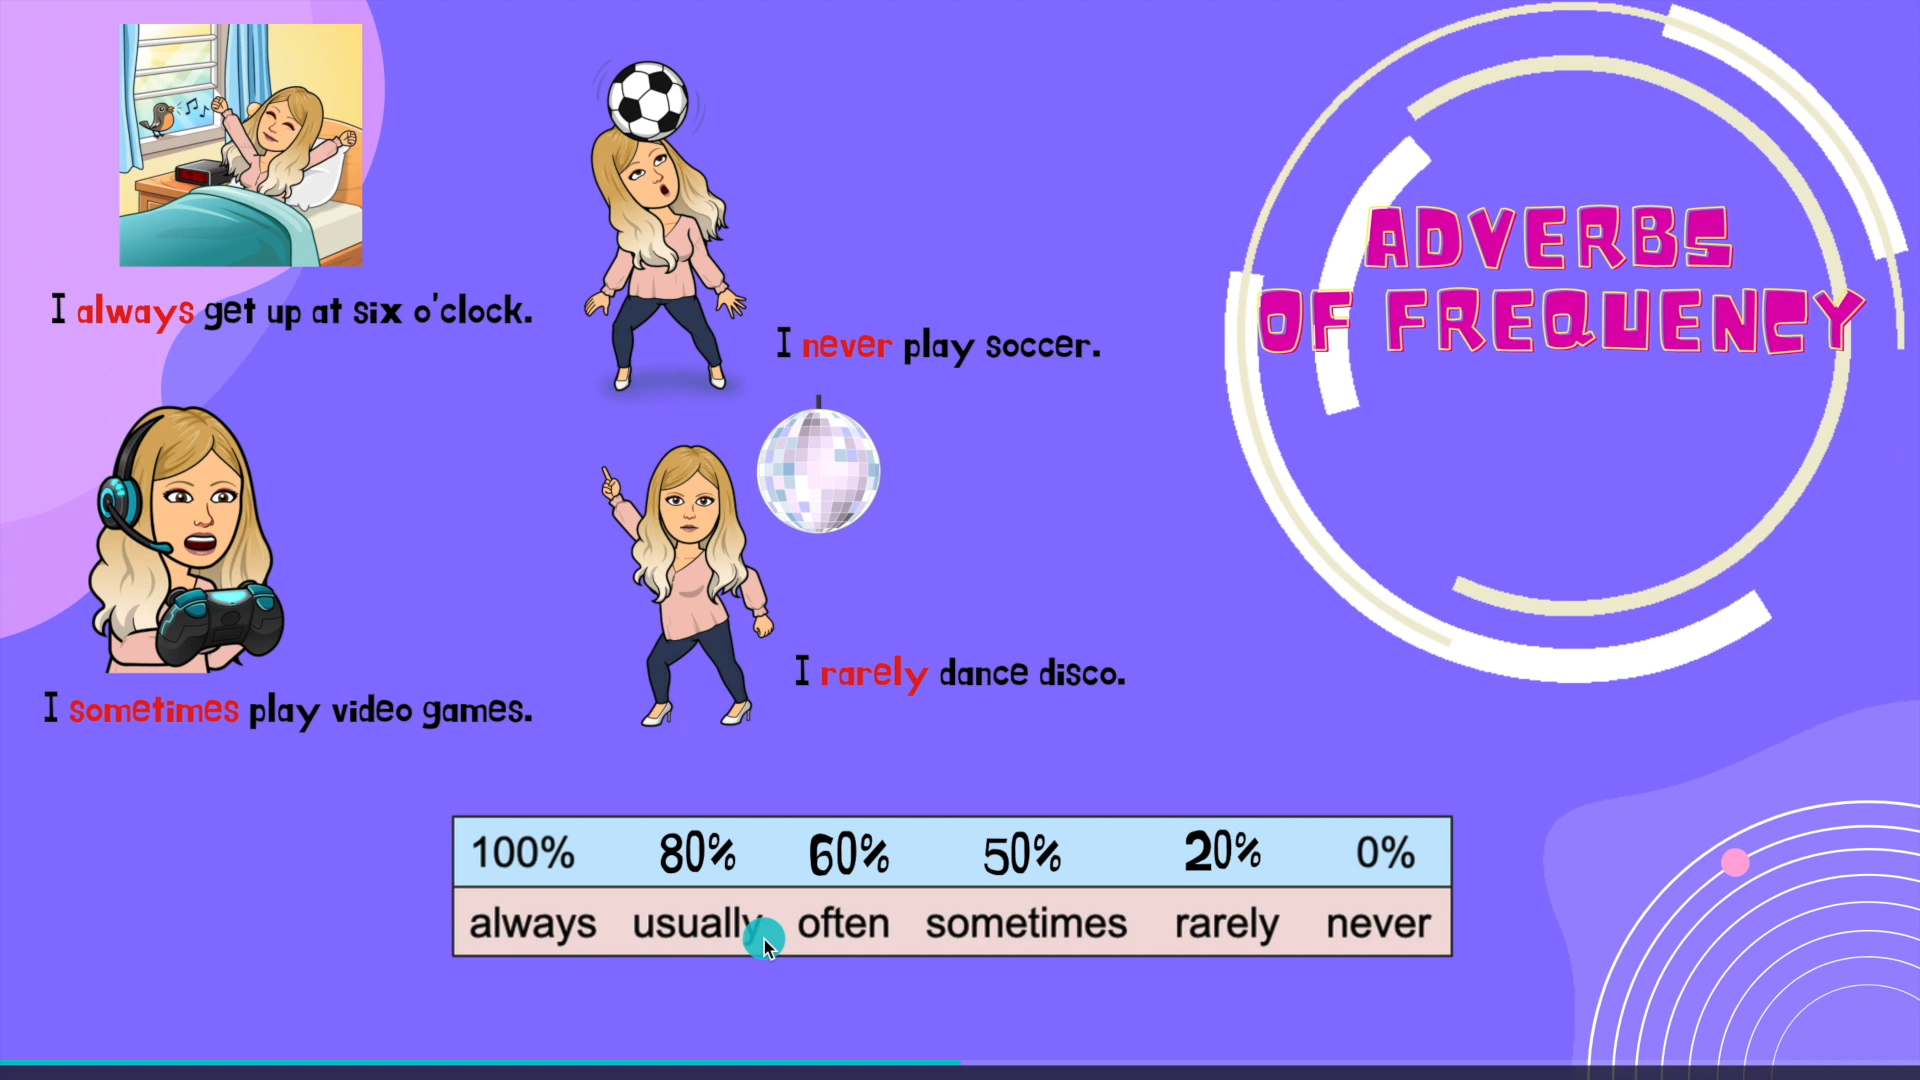 ADVERBS
OF FREQUENCY
I always get up at six o'clock.
I never play soccer.
I sometimes play video games.
I rarely dance disco.
100% 80% 60% 50% 20% 0%
always usually often sometimes rarely never